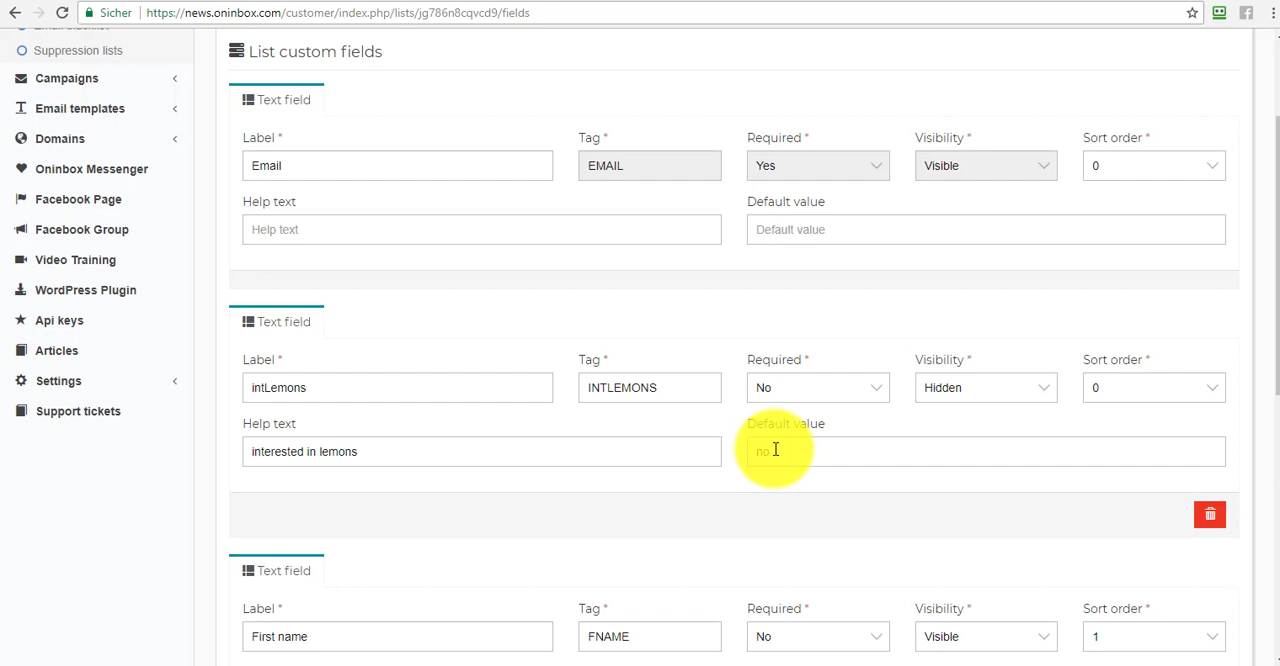 Sicher
https://news.oninbox.com/customer/index.php/lists/jg786n8cqvcd9/fields
Suppression lists
Campaigns
Email templates
Domains
Oninbox Messenger
Facebook Page
Facebook Group
Video Training
WordPress Plugin
Api keys
Articles
Settings
Support tickets
List custom fields
Text field
Label * Tag * Required * Visibility * Sort order *
Email EMAIL Yes Visible 0
Help text Default value
Help text Default value
Text field
Label * Tag * Required * Visibility * Sort order *
intLemons INTLEMONS No Hidden 0
Help text Default value
interested in lemons no
Text field
Label * Tag * Required * Visibility * Sort order *
First name FNAME No Visible 1